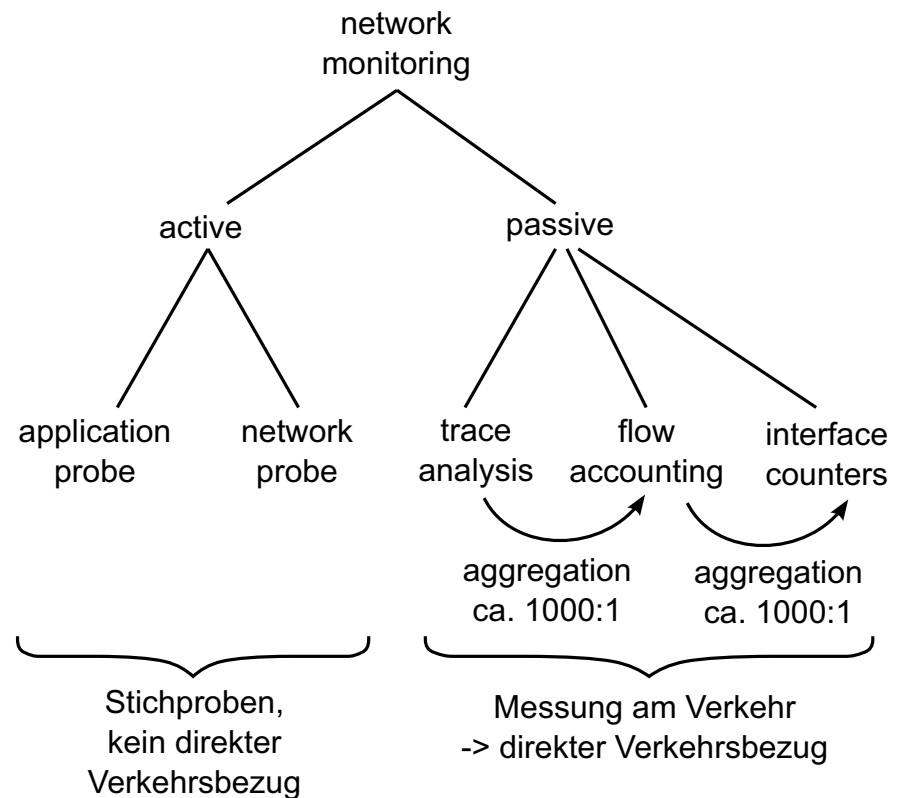 network
monitoring
active
passive
application
probe
network
probe
trace
analysis
flow
accounting
interface
counters
aggregation
ca. 1000:1
aggregation
ca. 1000:1
Stichproben,
kein direkter
Verkehrsbezug
Messung am Verkehr
-> direkter Verkehrsbezug